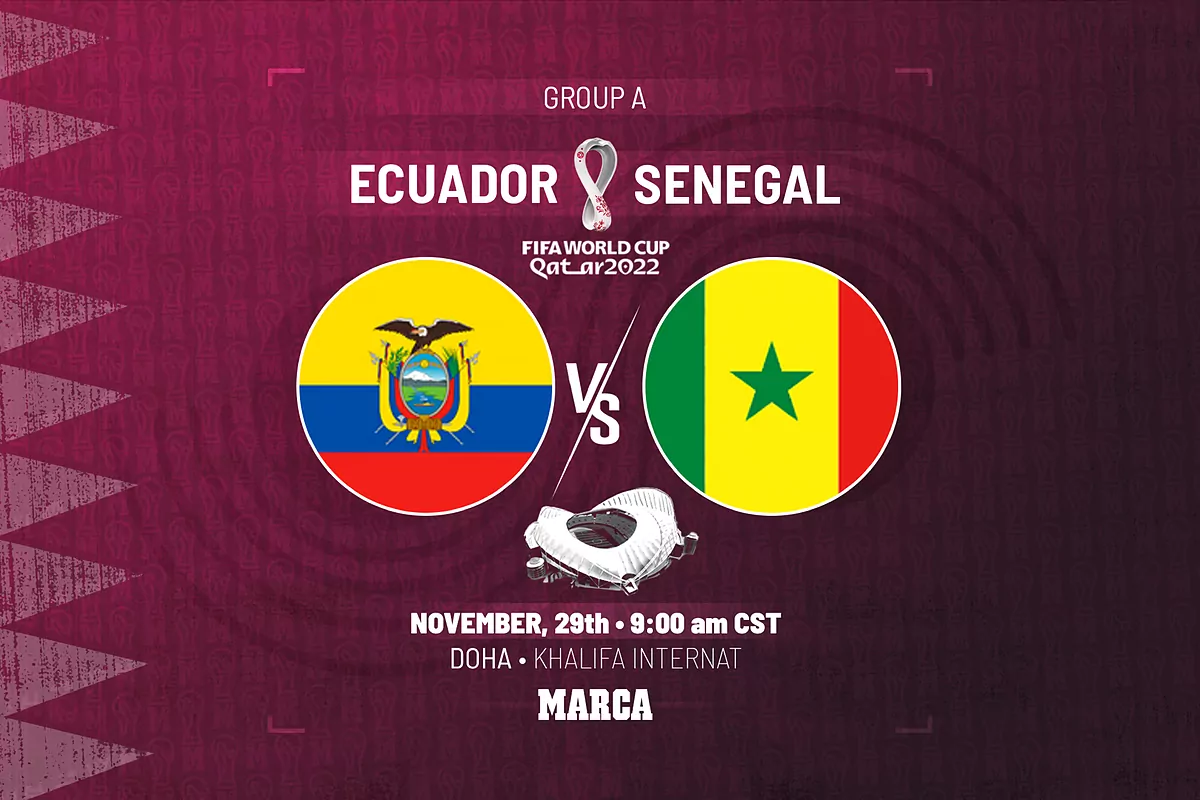 GROUP A
ECUADOR SENEGAL
FIFA WORLD CUP
Qatar2022
VS
NOVEMBER, 29th • 9:00 am CST
DOHA • KHALIFA INTERNAT
MARCA